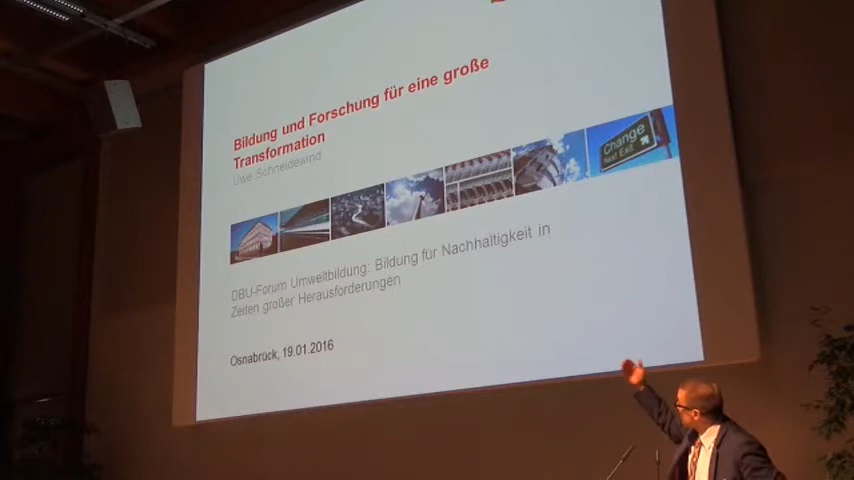 Bildung und Forschung für eine große
Transformation
Uwe Schneidewind
Change
Next Exit
DBU-Forum Umweltbildung: Bildung für Nachhaltigkeit in
Zeiten großer Herausforderungen
Osnabrück, 19.01.2016